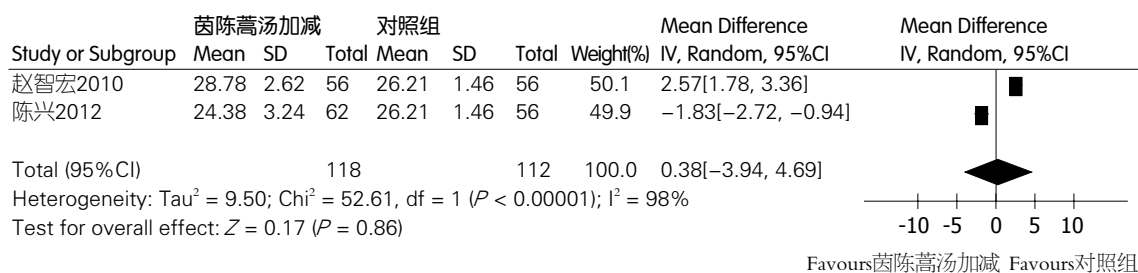 茵陈蒿汤加减 对照组 Mean Difference Mean Difference
Study or Subgroup Mean SD Total Mean SD Total Weight(%) IV, Random, 95%CI IV, Random, 95%CI
赵智宏2010 28.78 2.62 56 26.21 1.46 56 50.1 2.57[1.78, 3.36]
陈兴2012 24.38 3.24 62 26.21 1.46 56 49.9 −1.83[−2.72, −0.94]
Total (95%CI) 118 112 100.0 0.38[−3.94, 4.69]
Heterogeneity: Tau² = 9.50; Chi² = 52.61, df = 1 (P < 0.00001); I² = 98%
Test for overall effect: Z = 0.17 (P = 0.86)
-10 -5 0 5 10
Favours茵陈蒿汤加减 Favours对照组